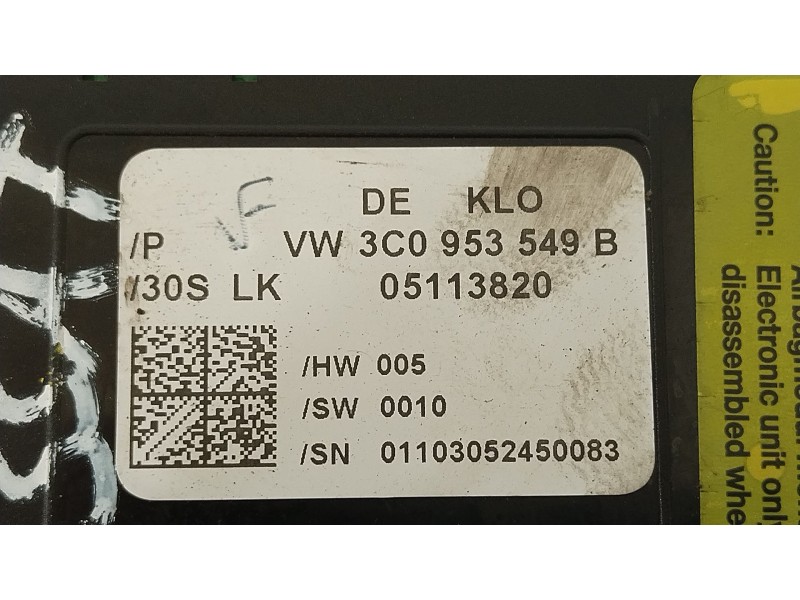 DE KLO
/P VW 3C0 953 549 B
/30S LK 05113820
/HW 005
/SW 0010
/SN 01103052450083
VF
Caution:
Electronic unit only
disassembled